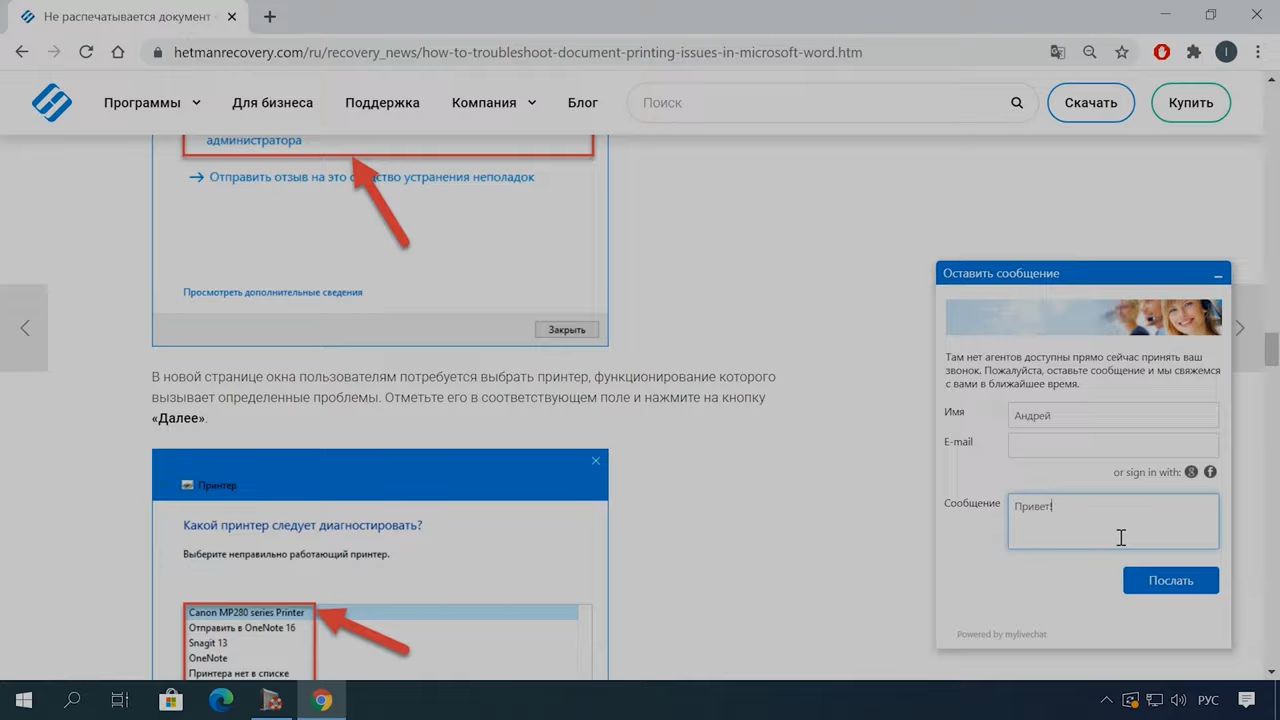 Не распечатывается документ
hetmanrecovery.com/ru/recovery_news/how-to-troubleshoot-document-printing-issues-in-microsoft-word.htm
I
Программы
Для бизнеса
Поддержка
Компания
Блог
Поиск
Скачать
Купить
администратора
Отправить отзыв на это средство устранения неполадок
Просмотреть дополнительные сведения
Закрыть
В новой странице окна пользователям потребуется выбрать принтер, функционирование которого
вызывает определенные проблемы. Отметьте его в соответствующем поле и нажмите на кнопку
«Далее».
Принтер
Какой принтер следует диагностировать?
Выберите неправильно работающий принтер.
Canon MP280 series Printer
Отправить в OneNote 16
Snagit 13
OneNote
Принтера нет в списке
Оставить сообщение
Там нет агентов доступны прямо сейчас принять ваш
звонок. Пожалуйста, оставьте сообщение и мы свяжемся
с вами в ближайшее время.
Имя
Андрей
E-mail
or sign in with:
Сообщение
Привет!
Послать
Powered by mylivechat
РУС